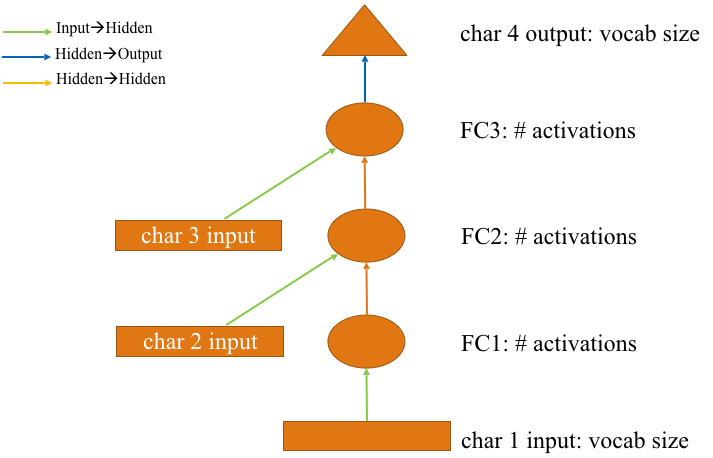 Input→Hidden
Hidden→Output
Hidden→Hidden
char 4 output: vocab size
FC3: # activations
char 3 input
FC2: # activations
char 2 input
FC1: # activations
char 1 input: vocab size